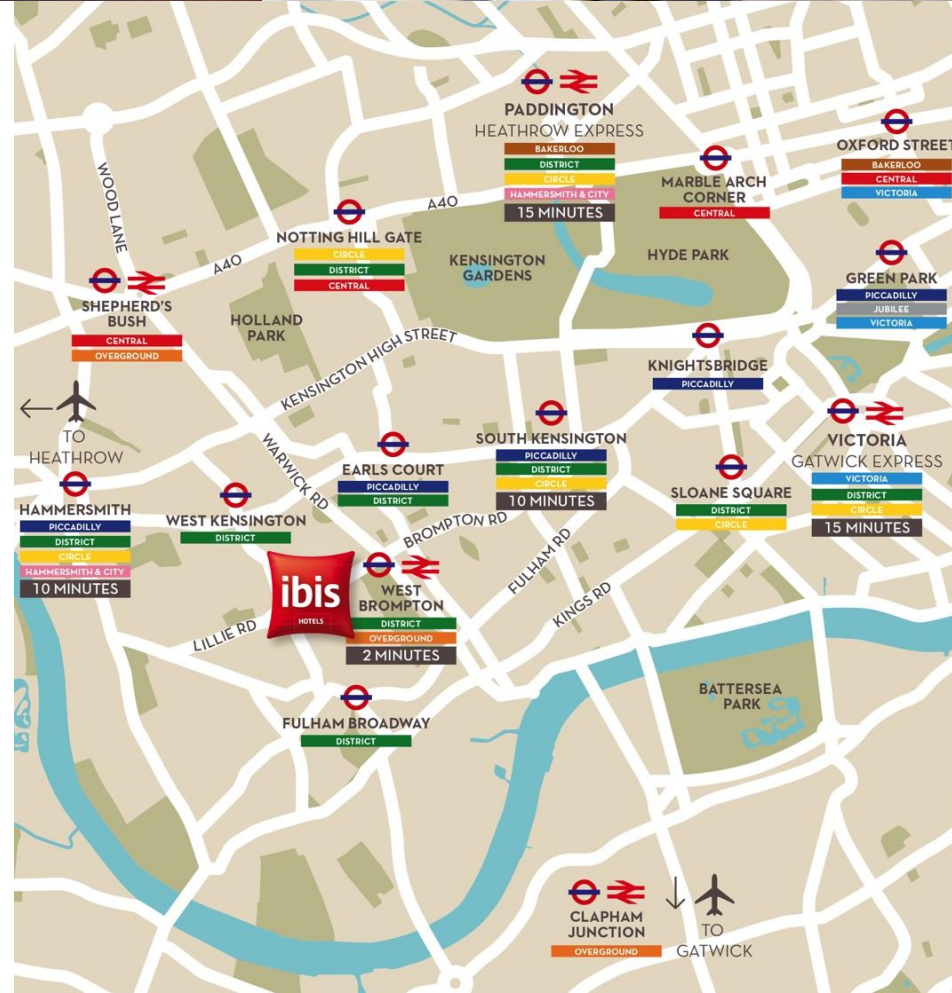 PADDINGTON
HEATHROW EXPRESS
BAKERLOO
DISTRICT
CIRCLE
HAMMERSMITH & CITY
15 MINUTES
OXFORD STREET
BAKERLOO
CENTRAL
VICTORIA
MARBLE ARCH
CORNER
CENTRAL
WOOD LANE
A40
NOTTING HILL GATE
CIRCLE
DISTRICT
CENTRAL
KENSINGTON
GARDENS
HYDE PARK
GREEN PARK
PICCADILLY
JUBILEE
VICTORIA
A40
SHEPHERD'S
BUSH
CENTRAL
OVERGROUND
HOLLAND
PARK
KENSINGTON HIGH STREET
KNIGHTSBRIDGE
PICCADILLY
TO
HEATHROW
WARWICK RD
EARLS COURT
PICCADILLY
DISTRICT
SOUTH KENSINGTON
PICCADILLY
DISTRICT
CIRCLE
10 MINUTES
VICTORIA
GATWICK EXPRESS
VICTORIA
DISTRICT
CIRCLE
15 MINUTES
SLOANE SQUARE
DISTRICT
CIRCLE
HAMMERSMITH
PICCADILLY
DISTRICT
CIRCLE
HAMMERSMITH & CITY
10 MINUTES
WEST KENSINGTON
DISTRICT
BROMPTON RD
FULHAM RD
KINGS RD
ibis
HOTELS
WEST
BROMPTON
DISTRICT
OVERGROUND
2 MINUTES
LILLIE RD
FULHAM BROADWAY
DISTRICT
BATTERSEA
PARK
CLAPHAM
JUNCTION
OVERGROUND
TO
GATWICK